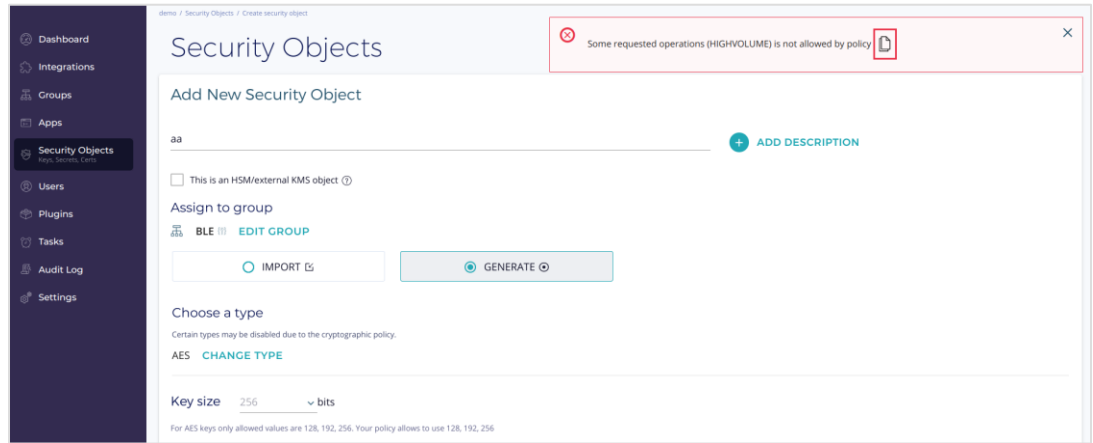 demo / Security Objects / Create security object
Dashboard
Integrations
Groups
Apps
Security Objects
Keys, Secrets, Certs
Users
Plugins
Tasks
Audit Log
Settings
Security Objects
Some requested operations (HIGHVOLUME) is not allowed by policy
Add New Security Object
aa
ADD DESCRIPTION
This is an HSM/external KMS object
Assign to group
BLE EDIT GROUP
IMPORT
GENERATE
Choose a type
Certain types may be disabled due to the cryptographic policy.
AES CHANGE TYPE
Key size 256 bits
For AES keys only allowed values are 128, 192, 256. Your policy allows to use 128, 192, 256